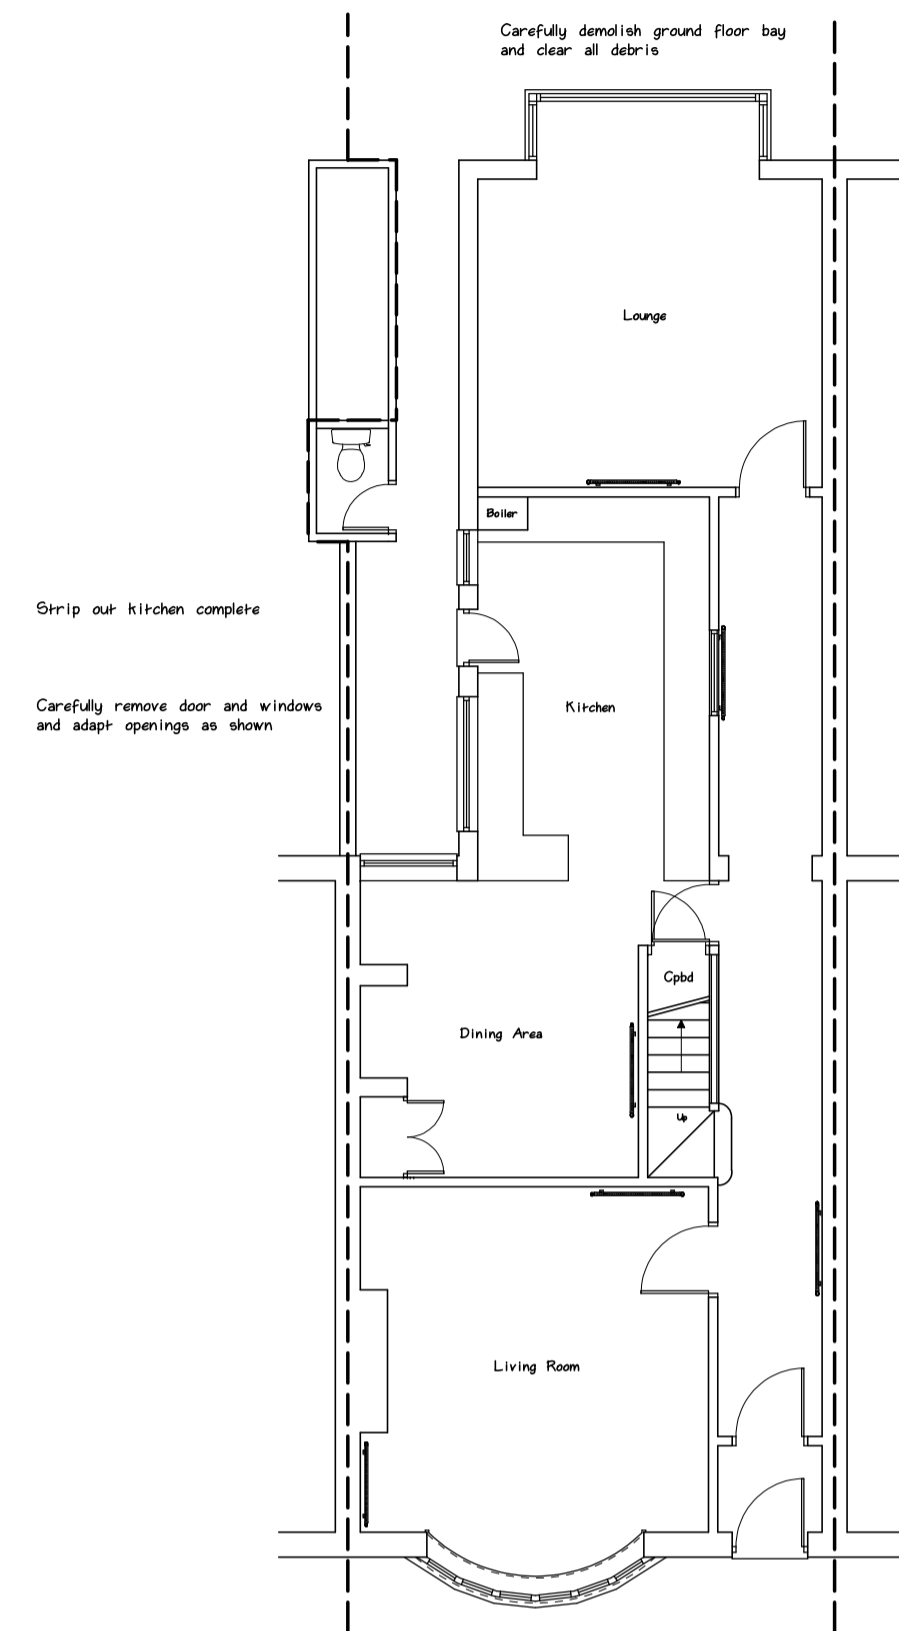 Carefully demolish ground floor bay
and clear all debris
Lounge
Boiler
Strip out kitchen complete
Carefully remove door and windows
and adapt openings as shown
Kitchen
Cpbd
Dining Area
Up
Living Room